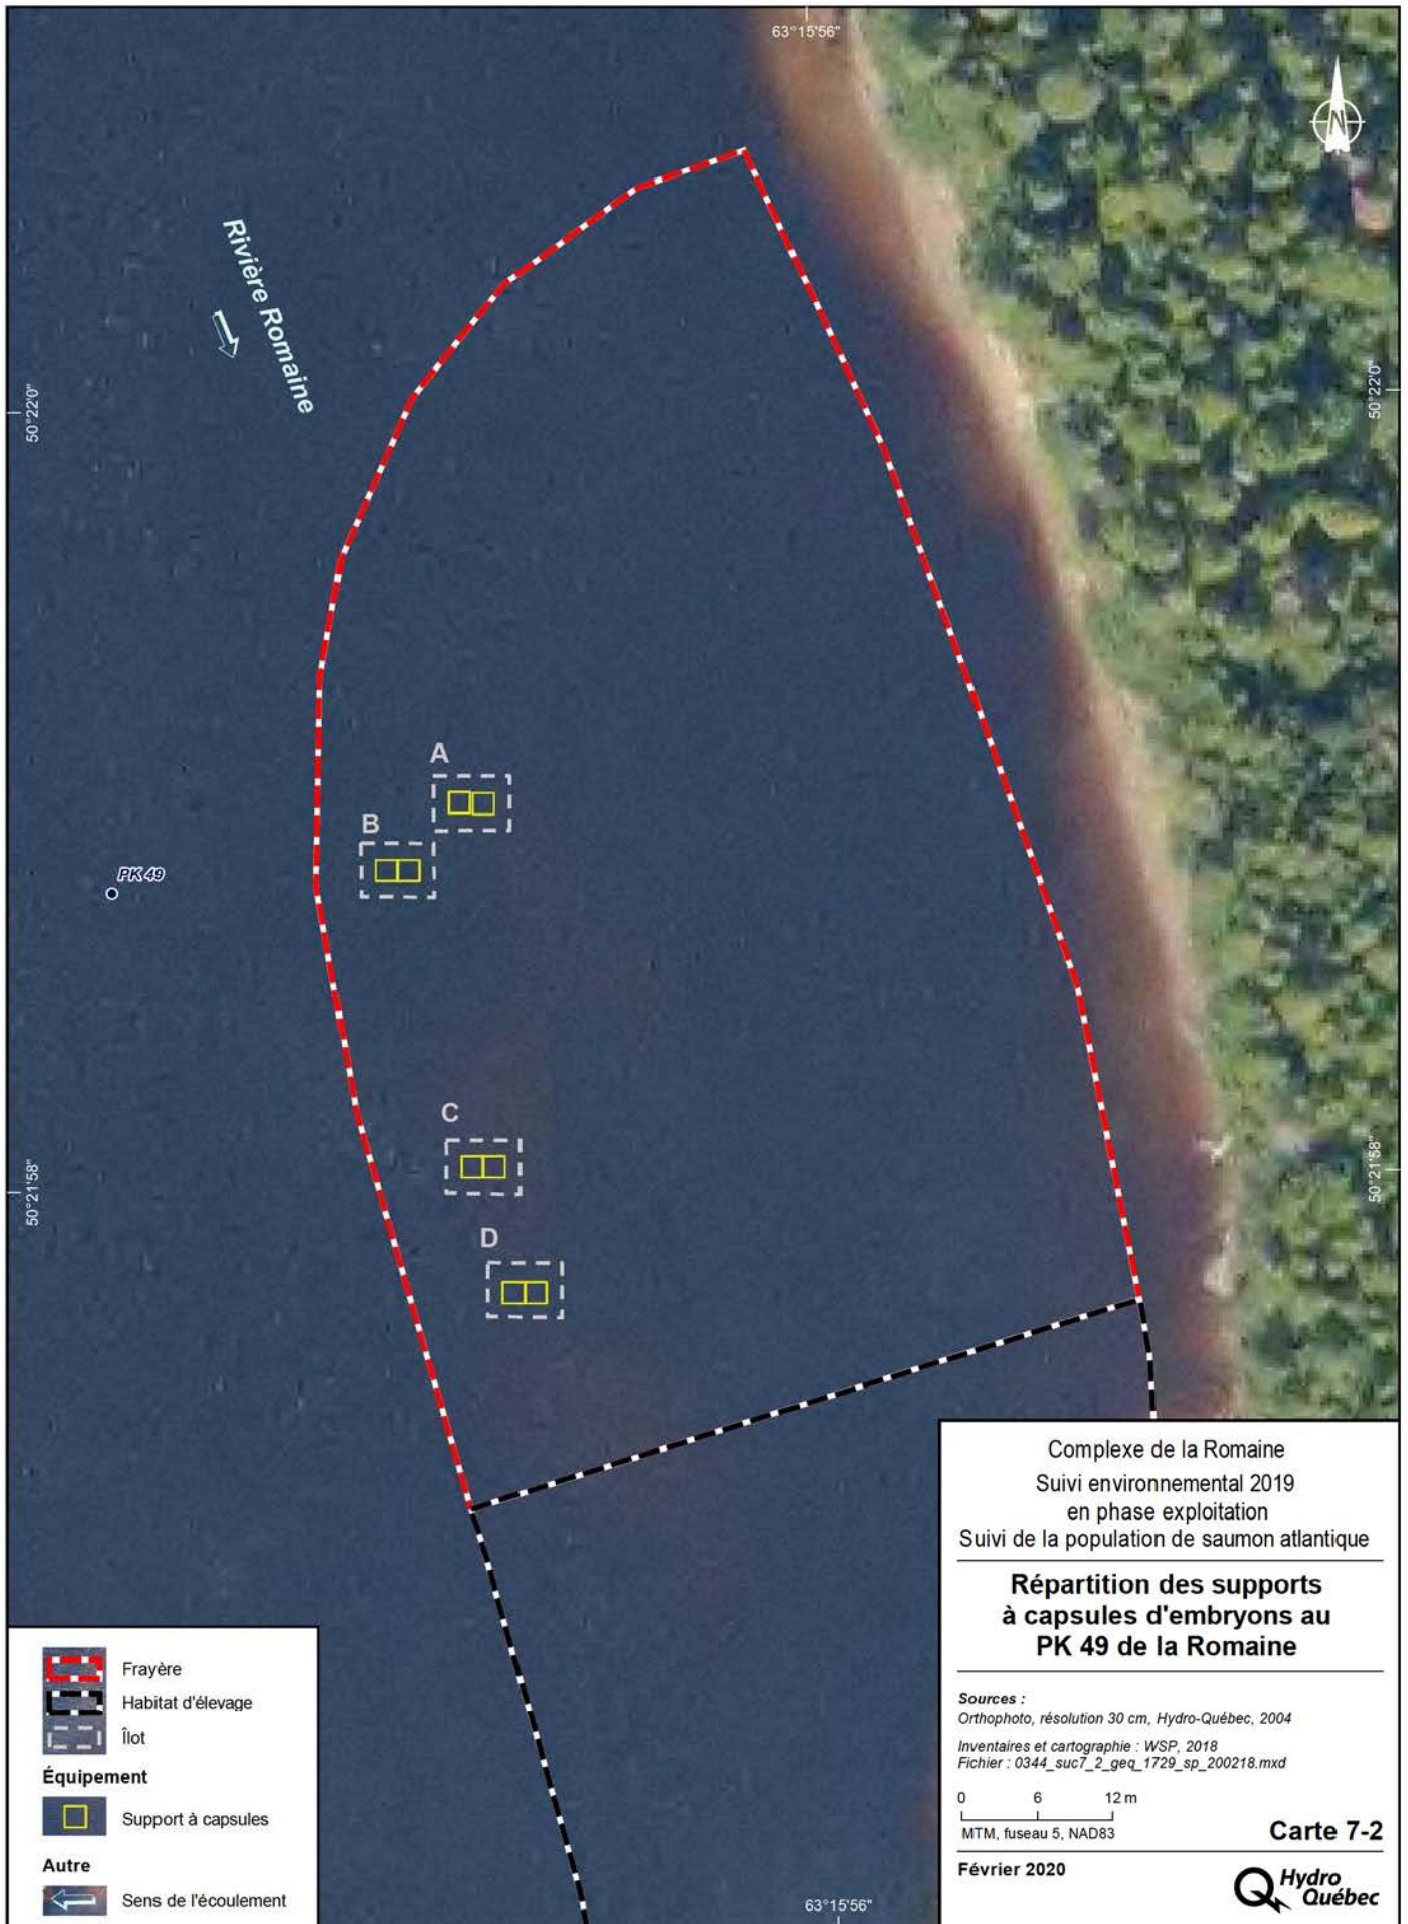 63°15'56"
N
Rivière Romaine
50°22'0"
50°22'0"
A
B
PK 49
C
50°21'58"
50°21'58"
D
Complexe de la Romaine
Suivi environnemental 2019
en phase exploitation
Suivi de la population de saumon atlantique
Répartition des supports
à capsules d'embryons au
PK 49 de la Romaine
Sources :
Orthophoto, résolution 30 cm, Hydro-Québec, 2004
Inventaires et cartographie : WSP, 2018
Fichier : 0344_suc7_2_geq_1729_sp_200218.mxd
0 6 12 m
MTM, fuseau 5, NAD83
Carte 7-2
Février 2020
Hydro
Québec
Frayère
Habitat d'élevage
Îlot
Équipement
Support à capsules
Autre
Sens de l'écoulement
63°15'56"